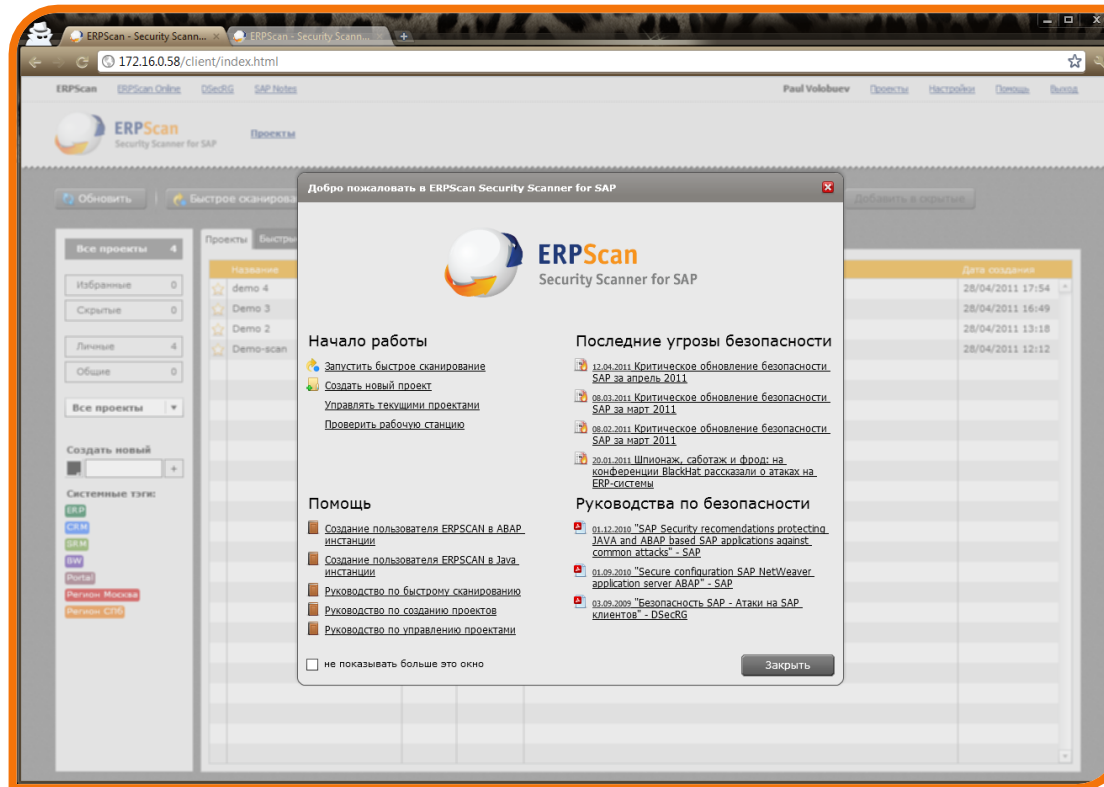 ERPScan - Security Scann...
ERPScan - Security Scann...
172.16.0.58/client/index.html
ERPScan ERPScan Online DSecRG SAP Notes Paul Volobuev Проекты Настройки Помощь Выход
ERPScan
Security Scanner for SAP
Проекты
Обновить
Быстрое сканирова
Добавить в скрытые
Добро пожаловать в ERPScan Security Scanner for SAP
ERPScan
Security Scanner for SAP
Начало работы
Запустить быстрое сканирование
Создать новый проект
Управлять текущими проектами
Проверить рабочую станцию
Последние угрозы безопасности
12.04.2011 Критическое обновление безопасности
SAP за апрель 2011
08.03.2011 Критическое обновление безопасности
SAP за март 2011
08.02.2011 Критическое обновление безопасности
SAP за март 2011
20.01.2011 Шпионаж, саботаж и фрод: на
конференции BlackHat рассказали о атаках на
ERP-системы
Помощь
Создание пользователя ERPSCAN в ABAP
инстанции
Создание пользователя ERPSCAN в Java
инстанции
Руководство по быстрому сканированию
Руководство по созданию проектов
Руководство по управлению проектами
Руководства по безопасности
01.12.2010 "SAP Security recomendations protecting
JAVA and ABAP based SAP applications against
common attacks" - SAP
01.09.2010 "Secure configuration SAP NetWeaver
application server ABAP" - SAP
03.09.2009 "Безопасность SAP - Атаки на SAP
клиентов" - DSecRG
не показывать больше это окно
Закрыть
Все проекты 4
Избранные 0
Скрытые 0
Личные 4
Общие 0
Все проекты
Создать новый
Системные тэги:
ERP
CRM
SRM
BW
Portal
Регион Москва
Регион СПб
Проекты Быстры
Название Дата создания
demo 4 28/04/2011 17:54
Demo 3 28/04/2011 16:49
Demo 2 28/04/2011 13:18
Demo-scan 28/04/2011 12:12